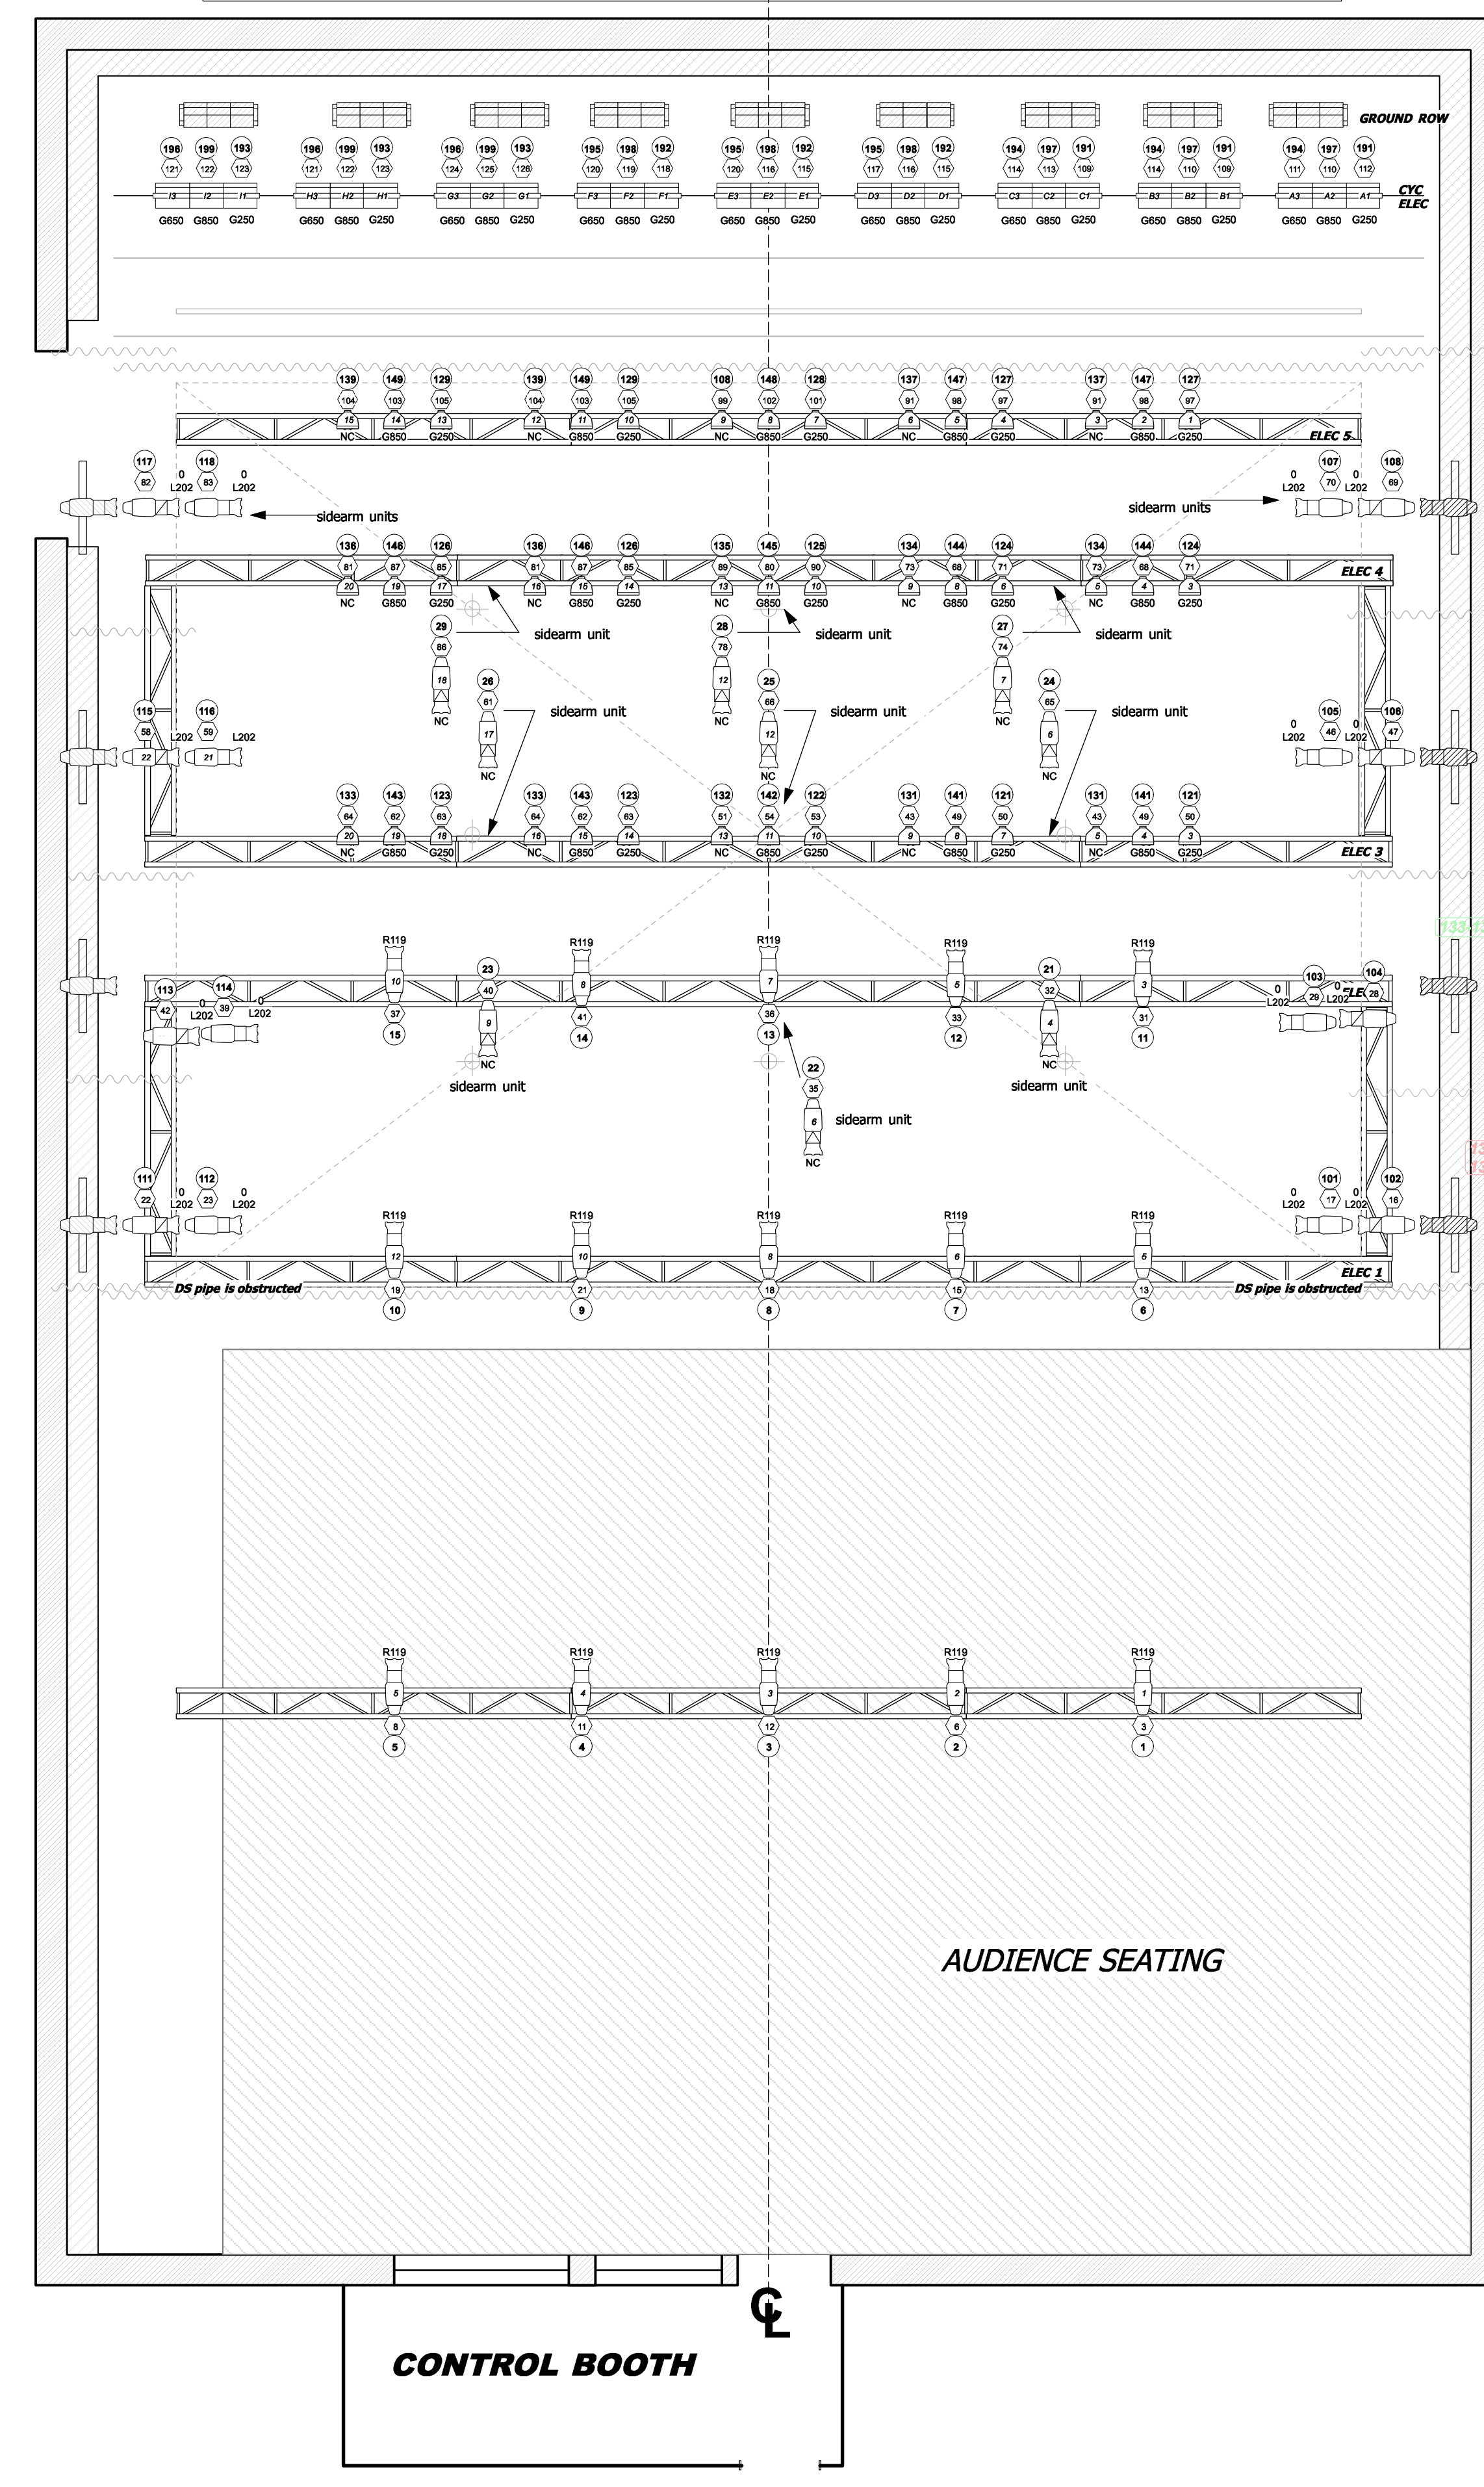 GROUND ROW
196 199 193 196 199 193 196 199 193 195 198 192 195 198 192 195 198 192 194 197 191 194 197 191 194 197 191
121 122 123 121 122 123 124 125 126 120 119 118 120 116 115 117 116 115 114 113 109 114 110 109 111 110 112
CYC
I3 I2 I1 H3 H2 H1 G3 G2 G1 F3 F2 F1 E3 E2 E1 D3 D2 D1 C3 C2 C1 B3 B2 B1 A3 A2 A1
ELEC
G650 G850 G250 G650 G850 G250 G650 G850 G250 G650 G850 G250 G650 G850 G250 G650 G850 G250 G650 G850 G250 G650 G850 G250 G650 G850 G250
139 149 129 139 149 129 108 148 128 137 147 127 137 147 127
104 103 105 104 103 105 99 102 101 91 98 97 91 98 97
15 14 13 12 11 10 9 8 7 6 5 4 3 2 1
NC G850 G250 NC G850 G250 NC G850 G250 NC G850 G250 NC G850 G250 ELEC 5
117 118 107 108
0 0 0 0
82 83 70 69
L202 L202 L202 L202
sidearm units sidearm units
136 146 126 136 146 126 135 145 125 134 144 124 134 144 124
81 87 85 81 87 85 89 80 90 73 68 71 73 68 71
ELEC 4
20 19 17 16 15 14 13 11 10 9 8 6 5 4 3
NC G850 G250 NC G850 G250 NC G850 G250 NC G850 G250 NC G850 G250
29 28 27
sidearm unit sidearm unit sidearm unit
86 78 74
18 12 7
NC NC NC
26 25 24
61 66 65
sidearm unit sidearm unit sidearm unit
115 116 105 106
0 0
58 59 46 47
L202 L202 L202 L202
17 12 6
22 21
NC NC NC
133 143 123 133 143 123 132 142 122 131 141 121 131 141 121
64 62 63 64 62 63 51 54 53 43 49 50 43 49 50
20 19 18 16 15 14 13 11 10 9 8 7 5 4 3
NC G850 G250 NC G850 G250 NC G850 G250 NC G850 G250 NC G850 G250 ELEC 3
R119 R119 R119 R119 R119
23 21
113 114 103 104
10 8 7 5 3
40 32
0 0 0 0
42 39 29 28
L202 L202 L202 L202
37 41 36 33 31
9 4
15 14 13 12 11
NC NC
sidearm unit sidearm unit
22
35
6 sidearm unit
NC
111 112 101 102
0 0 0 0
22 23 17 16
L202 L202 L202 L202
R119 R119 R119 R119 R119
12 10 8 6 5
ELEC 1
DS pipe is obstructed DS pipe is obstructed
19 21 18 15 13
10 9 8 7 6
R119 R119 R119 R119 R119
5 4 3 2 1
8 11 12 6 3
5 4 3 2 1
AUDIENCE SEATING
CL
CONTROL BOOTH